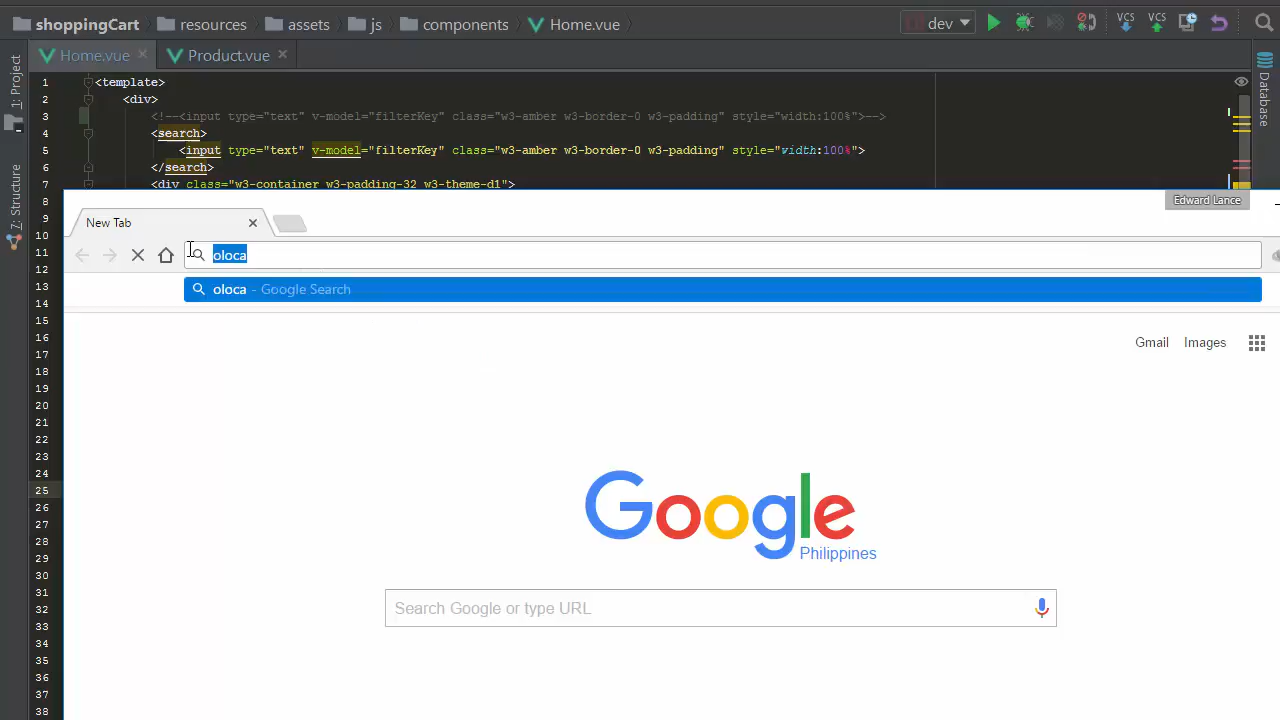 shoppingCart resources assets js components Home.vue dev VCS VCS
Home.vue Product.vue
1: Project
7: Structure
Database
1 <template>
2 <div>
3 <!--<input type="text" v-model="filterKey" class="w3-amber w3-border-0 w3-padding" style="width:100%">-->
4 <search>
5 <input type="text" v-model="filterKey" class="w3-amber w3-border-0 w3-padding" style="width:100%">
6 </search>
7 <div class="w3-container w3-padding-32 w3-theme-d1">
8
9
10
11
12
13
14
15
16
17
18
19
20
21
22
23
24
25
26
27
28
29
30
31
32
33
34
35
36
37
38
Edward Lance
New Tab
oloca
oloca - Google Search
Gmail Images
Google
Philippines
Search Google or type URL